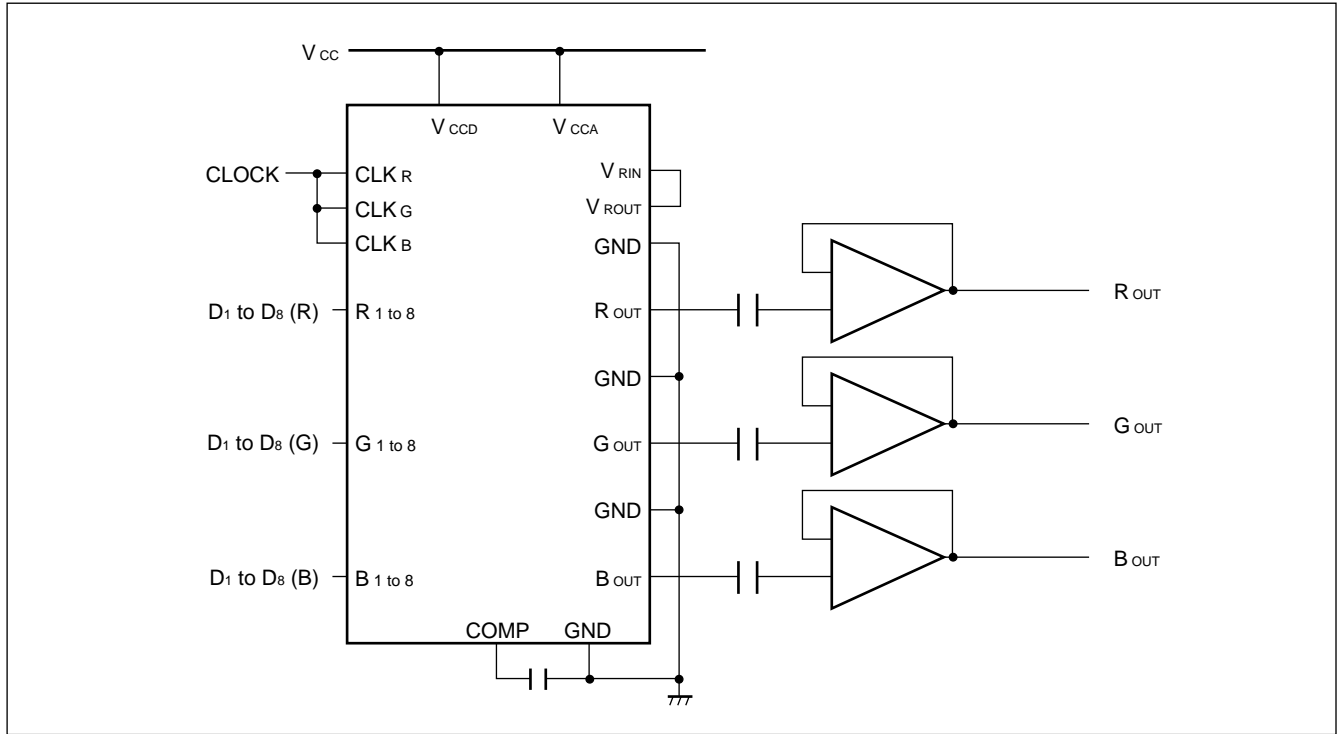 V CC
V CCD
V CCA
CLOCK
CLK R
V RIN
CLK G
V ROUT
CLK B
GND
D1 to D8 (R)
R 1 to 8
R OUT
R OUT
GND
D1 to D8 (G)
G 1 to 8
G OUT
G OUT
GND
D1 to D8 (B)
B 1 to 8
B OUT
B OUT
COMP
GND